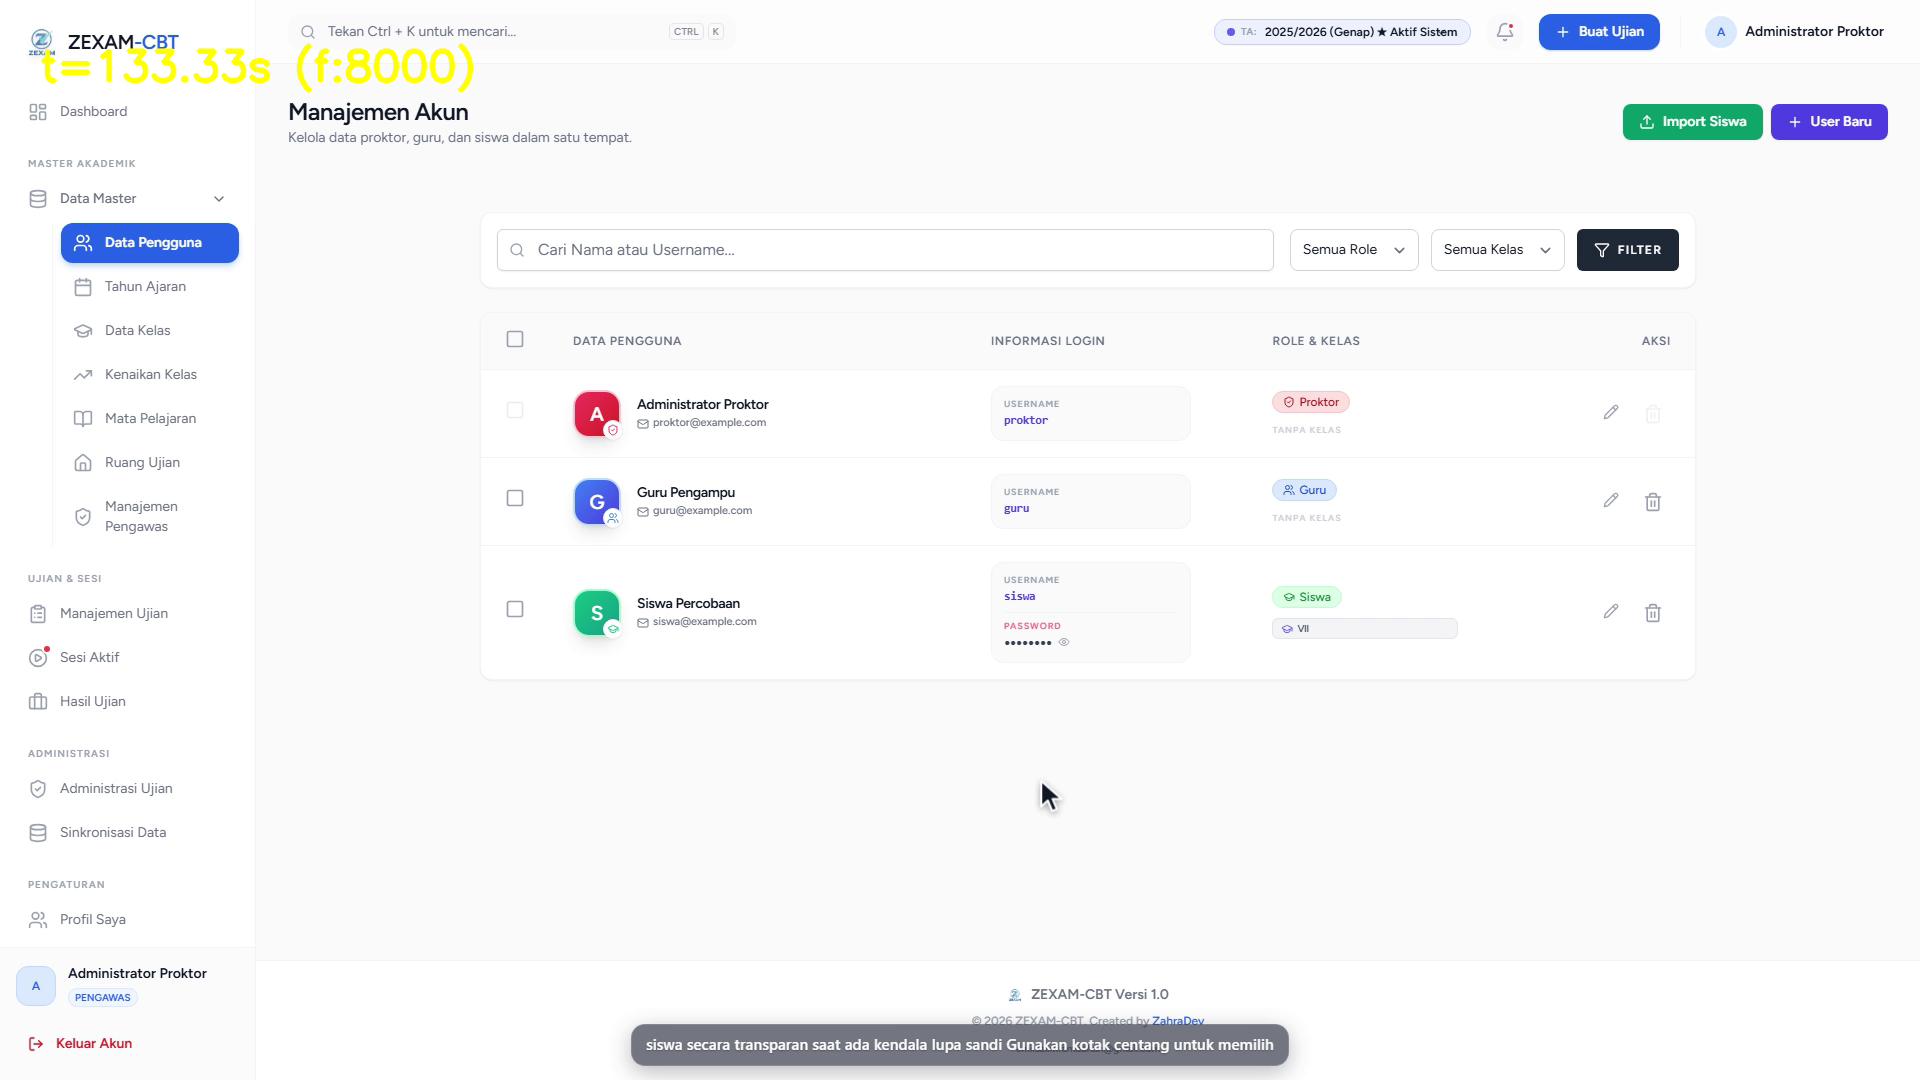 ZEXAM-CBT
Tekan Ctrl + K untuk mencari...
CTRL
K
TA: 2025/2026 (Genap) ★ Aktif Sistem
Buat Ujian
A
Administrator Proktor
t=133.33s (f:8000)
Dashboard
MASTER AKADEMIK
Data Master
Data Pengguna
Tahun Ajaran
Data Kelas
Kenaikan Kelas
Mata Pelajaran
Ruang Ujian
Manajemen
Pengawas
UJIAN & SESI
Manajemen Ujian
Sesi Aktif
Hasil Ujian
ADMINISTRASI
Administrasi Ujian
Sinkronisasi Data
PENGATURAN
Profil Saya
A
Administrator Proktor
PENGAWAS
Keluar Akun
Manajemen Akun
Kelola data proktor, guru, dan siswa dalam satu tempat.
Import Siswa
User Baru
Cari Nama atau Username...
Semua Role
Semua Kelas
FILTER
DATA PENGGUNA
INFORMASI LOGIN
ROLE & KELAS
AKSI
A
Administrator Proktor
proktor@example.com
USERNAME
proktor
Proktor
TANPA KELAS
G
Guru Pengampu
guru@example.com
USERNAME
guru
Guru
TANPA KELAS
S
Siswa Percobaan
siswa@example.com
USERNAME
siswa
PASSWORD
••••••••
Siswa
VII
ZEXAM-CBT Versi 1.0
© 2026 ZEXAM-CBT. Created by ZahraDev
siswa secara transparan saat ada kendala lupa sandi Gunakan kotak centang untuk memilih